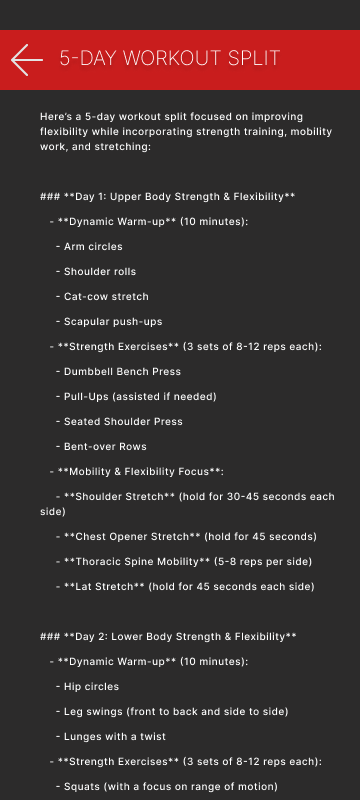 5-DAY WORKOUT SPLIT
Here's a 5-day workout split focused on improving
flexibility while incorporating strength training, mobility
work, and stretching:
### **Day 1: Upper Body Strength & Flexibility**
- **Dynamic Warm-up** (10 minutes):
- Arm circles
- Shoulder rolls
- Cat-cow stretch
- Scapular push-ups
- **Strength Exercises** (3 sets of 8-12 reps each):
- Dumbbell Bench Press
- Pull-Ups (assisted if needed)
- Seated Shoulder Press
- Bent-over Rows
- **Mobility & Flexibility Focus**:
- **Shoulder Stretch** (hold for 30-45 seconds each
side)
- **Chest Opener Stretch** (hold for 45 seconds)
- **Thoracic Spine Mobility** (5-8 reps per side)
- **Lat Stretch** (hold for 45 seconds each side)
### **Day 2: Lower Body Strength & Flexibility**
- **Dynamic Warm-up** (10 minutes):
- Hip circles
- Leg swings (front to back and side to side)
- Lunges with a twist
- **Strength Exercises** (3 sets of 8-12 reps each):
- Squats (with a focus on range of motion)